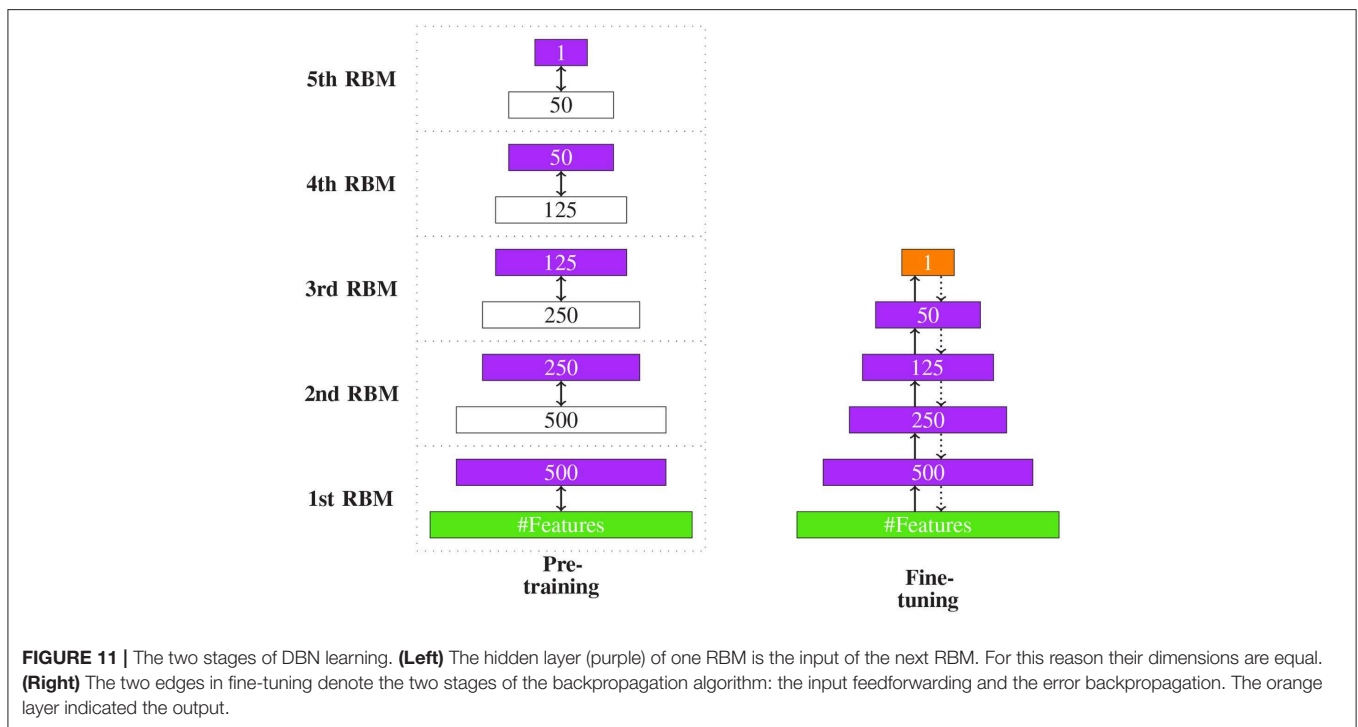 5th RBM
1
50
4th RBM
50
125
3rd RBM
125
250
2nd RBM
250
500
1st RBM
500
#Features
Pre-
training
1
50
125
250
500
#Features
Fine-
tuning
FIGURE 11 | The two stages of DBN learning. (Left) The hidden layer (purple) of one RBM is the input of the next RBM. For this reason their dimensions are equal.
(Right) The two edges in fine-tuning denote the two stages of the backpropagation algorithm: the input feedforwarding and the error backpropagation. The orange
layer indicated the output.